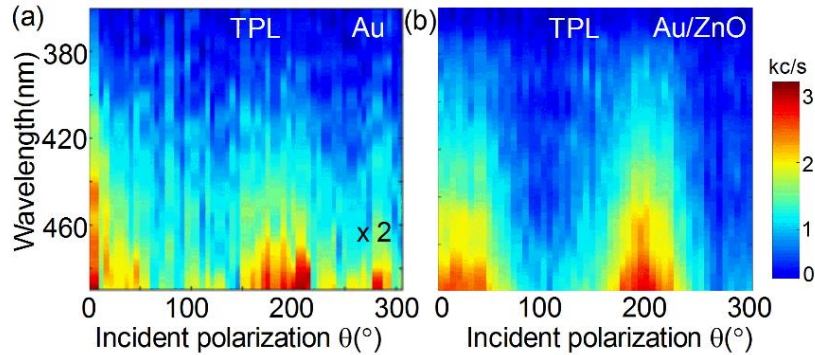 (a)
TPL
Au
(b)
TPL
Au/ZnO
kc/s
380
420
460
Wavelength(nm)
x 2
3
2
1
0
0
100
200
300
0
100
200
300
Incident polarization θ(°)
Incident polarization θ(°)